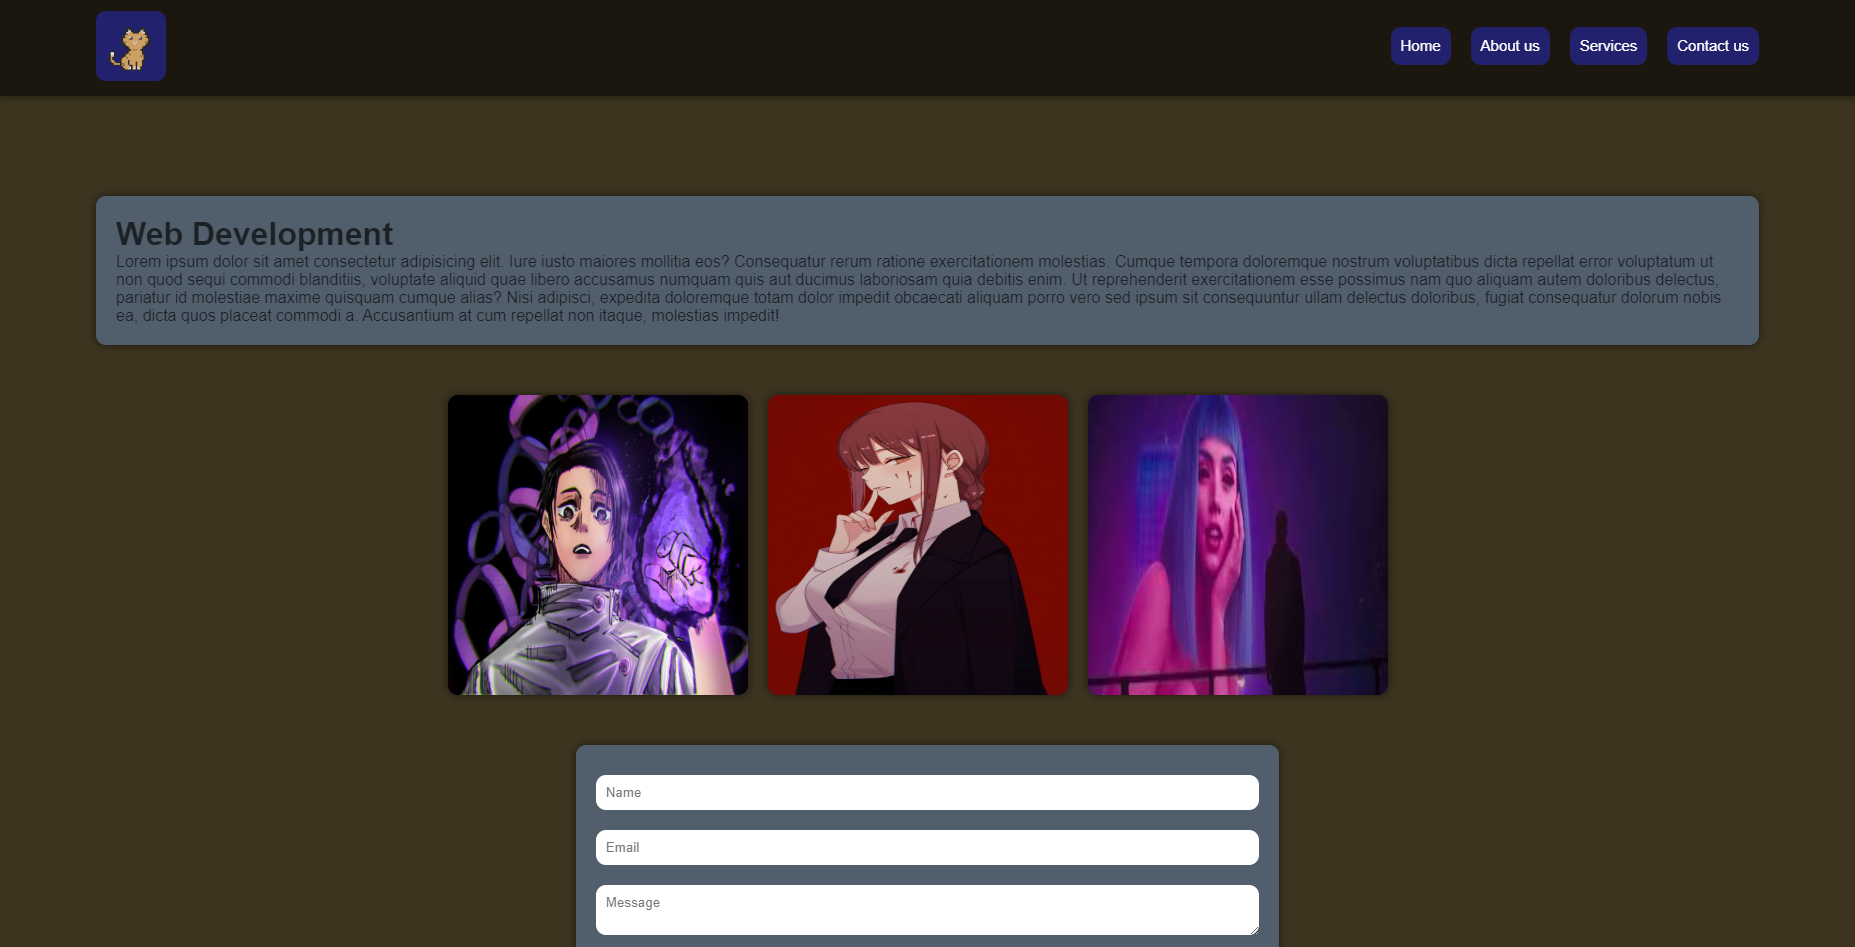 Home
About us
Services
Contact us
Web Development
Lorem ipsum dolor sit amet consectetur adipisicing elit. Iure iusto maiores mollitia eos? Consequatur rerum ratione exercitationem molestias. Cumque tempora doloremque nostrum voluptatibus dicta repellat error voluptatum ut
non quod sequi commodi blanditiis, voluptate aliquid quae libero accusamus numquam quis aut ducimus laboriosam quia debitis enim. Ut reprehenderit exercitationem esse possimus nam quo aliquam autem doloribus delectus,
pariatur id molestiae maxime quisquam cumque alias? Nisi adipisci, expedita doloremque totam dolor impedit obcaecati aliquam porro vero sed ipsum sit consequuntur ullam delectus doloribus, fugiat consequatur dolorum nobis
ea, dicta quos placeat commodi a. Accusantium at cum repellat non itaque, molestias impedit!
Name
Email
Message